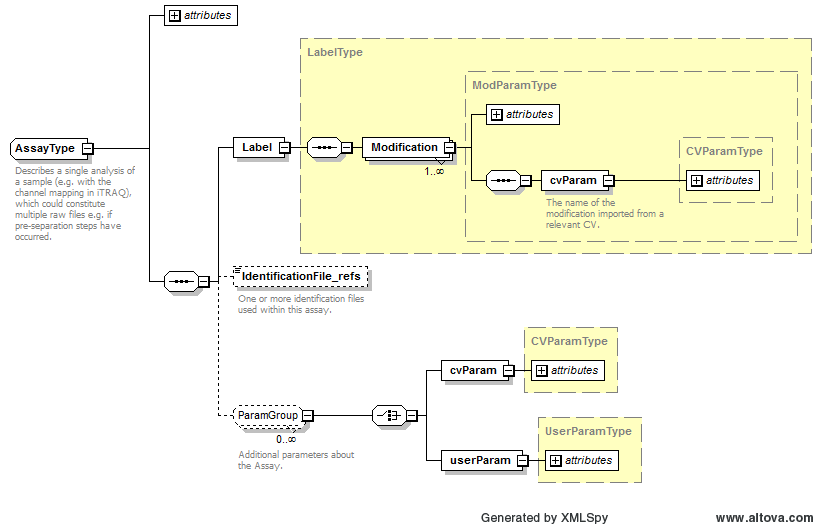 attributes
LabelType
ModParamType
attributes
AssayType
Label
Modification
1..∞
CVParamType
cvParam
attributes
Describes a single analysis of
a sample (e.g. with the
channel mapping in iTRAQ),
which could constitute
multiple raw files e.g. if
pre-separation steps have
occurred.
The name of the
modification imported from a
relevant CV.
IdentificationFile_refs
One or more identification files
used within this assay.
CVParamType
cvParam
attributes
ParamGroup
0..∞
Additional parameters about
the Assay.
UserParamType
userParam
attributes
Generated by XMLSpy
www.altova.com